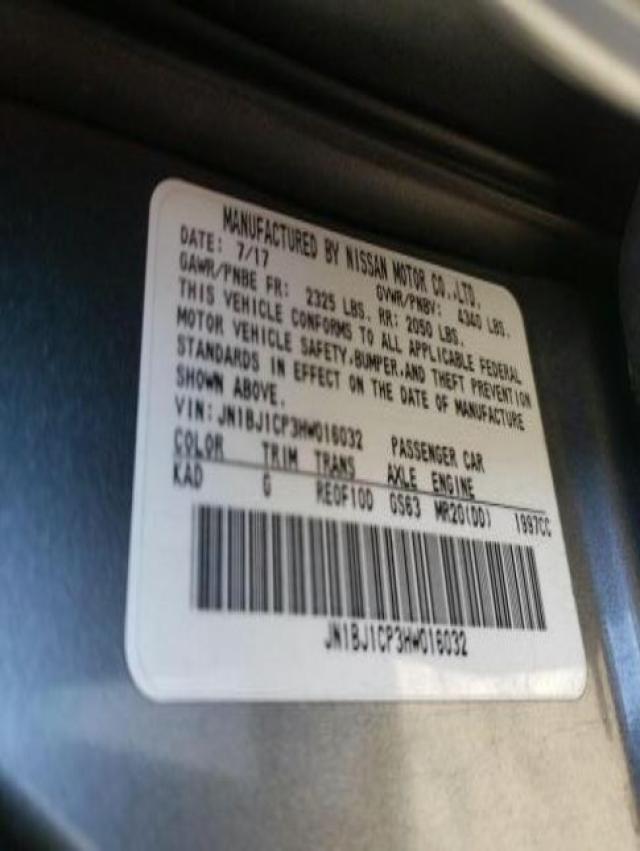 MANUFACTURED BY NISSAN MOTOR CO.,LTD.
DATE: 7/17 GVWR/PNBV: 4340 LBS.
GAWR/PNBE FR: 2325 LBS. RR: 2050 LBS.
THIS VEHICLE CONFORMS TO ALL APPLICABLE FEDERAL
MOTOR VEHICLE SAFETY,BUMPER,AND THEFT PREVENTION
STANDARDS IN EFFECT ON THE DATE OF MANUFACTURE
SHOWN ABOVE.
VIN: JN1BJ1CP3HW016032 PASSENGER CAR
COLOR TRIM TRANS AXLE ENGINE
KAD G RE0F10D GS63 MR20(DD) 1997CC
JN1BJ1CP3HW016032